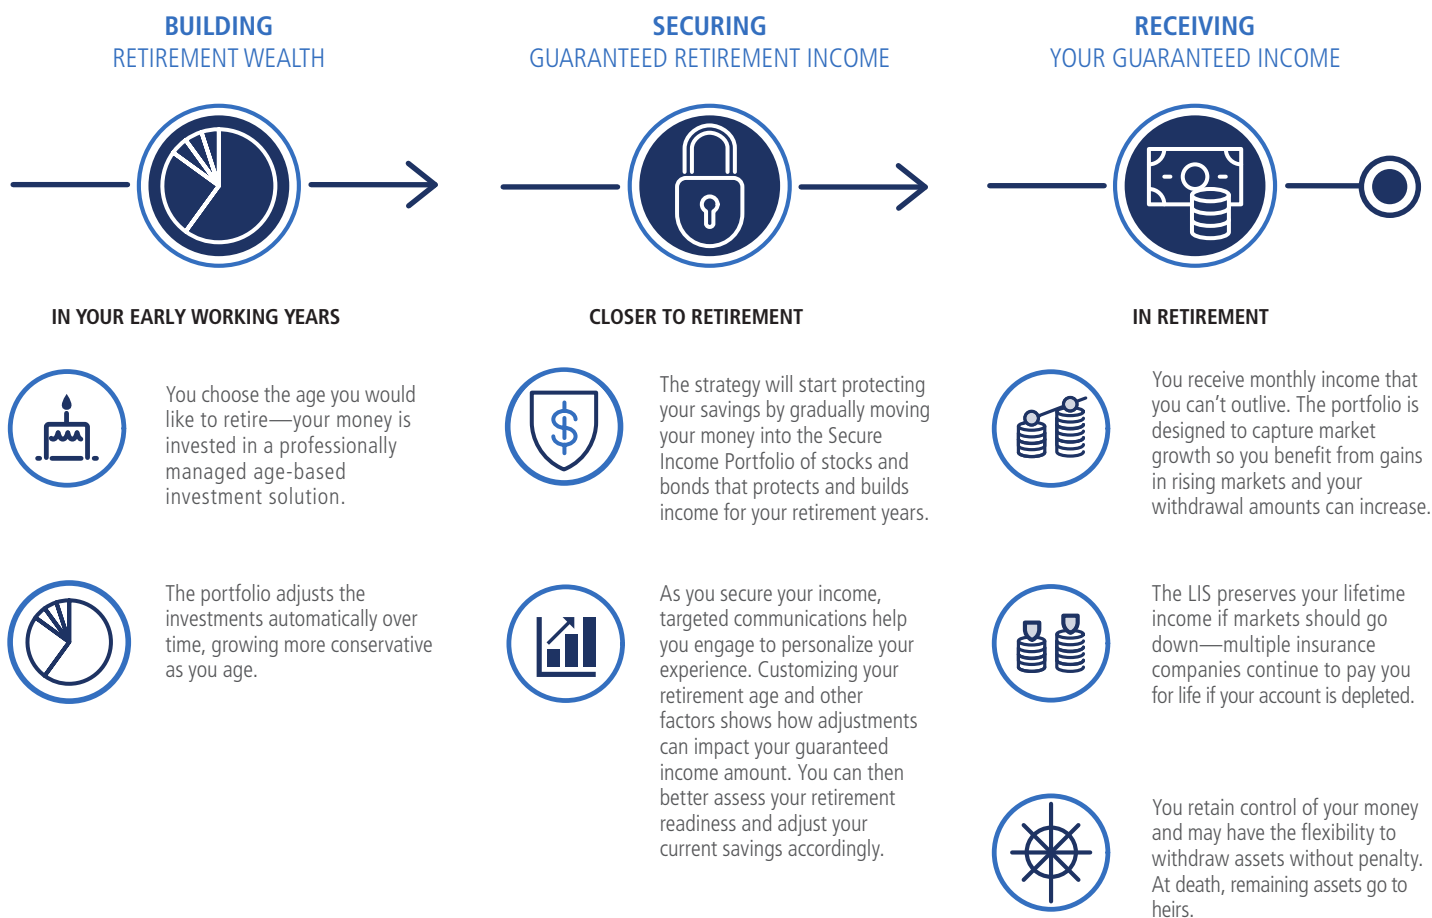 BUILDING
RETIREMENT WEALTH
IN YOUR EARLY WORKING YEARS
You choose the age you would
like to retire—your money is
invested in a professionally
managed age-based
investment solution.
The portfolio adjusts the
investments automatically over
time, growing more conservative
as you age.
SECURING
GUARANTEED RETIREMENT INCOME
CLOSER TO RETIREMENT
The strategy will start protecting
your savings by gradually moving
your money into the Secure
Income Portfolio of stocks and
bonds that protects and builds
income for your retirement years.
As you secure your income,
targeted communications help
you engage to personalize your
experience. Customizing your
retirement age and other
factors shows how adjustments
can impact your guaranteed
income amount. You can then
better assess your retirement
readiness and adjust your
current savings accordingly.
RECEIVING
YOUR GUARANTEED INCOME
IN RETIREMENT
You receive monthly income that
you can't outlive. The portfolio is
designed to capture market
growth so you benefit from gains
in rising markets and your
withdrawal amounts can increase.
The LIS preserves your lifetime
income if markets should go
down—multiple insurance
companies continue to pay you
for life if your account is depleted.
You retain control of your money
and may have the flexibility to
withdraw assets without penalty.
At death, remaining assets go to
heirs.